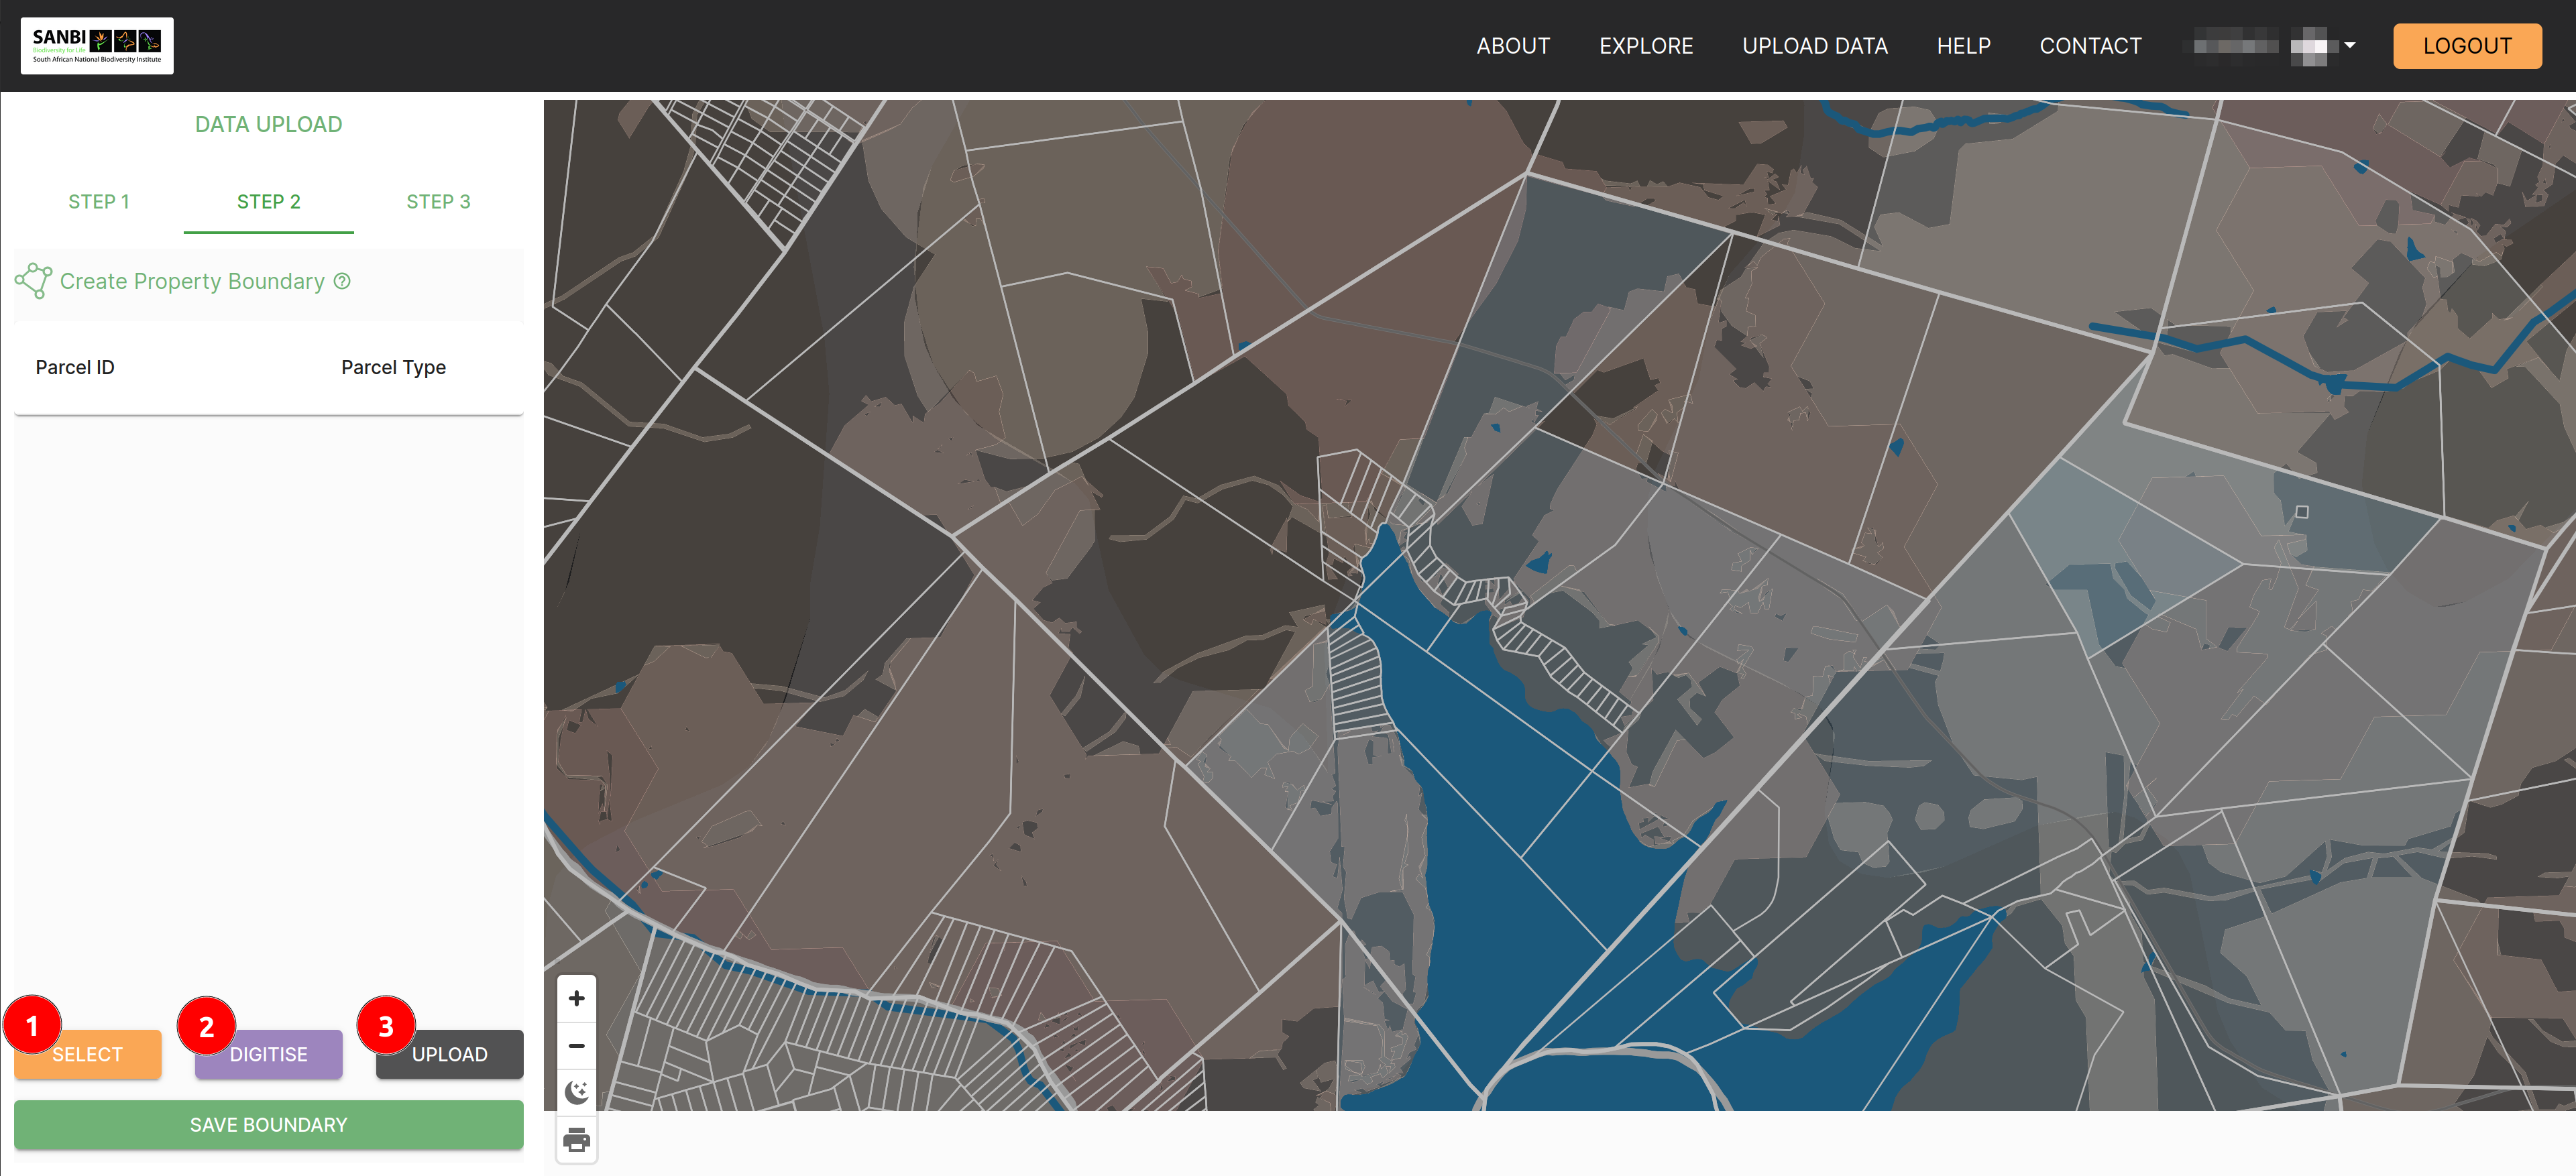 SANBI
Biodiversity for Life
South African National Biodiversity Institute
ABOUT
EXPLORE
UPLOAD DATA
HELP
CONTACT
LOGOUT
DATA UPLOAD
STEP 1
STEP 2
STEP 3
Create Property Boundary ?
Parcel ID
Parcel Type
1
2
3
SELECT
DIGITISE
UPLOAD
SAVE BOUNDARY